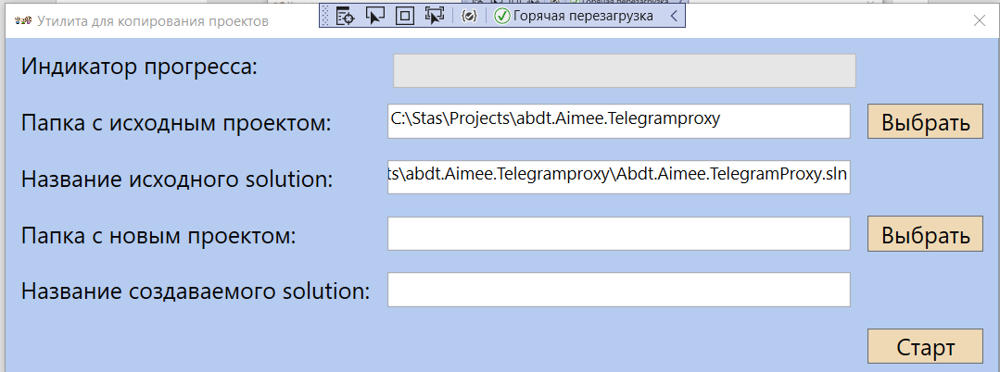 Утилита для копирования проектов
Горячая перезагрузка
Индикатор прогресса:
Папка с исходным проектом:
C:\Stas\Projects\abdt.Aimee.Telegramproxy
Выбрать
Название исходного solution:
ts\abdt.Aimee.Telegramproxy\Abdt.Aimee.TelegramProxy.sln
Папка с новым проектом:
Выбрать
Название создаваемого solution:
Старт